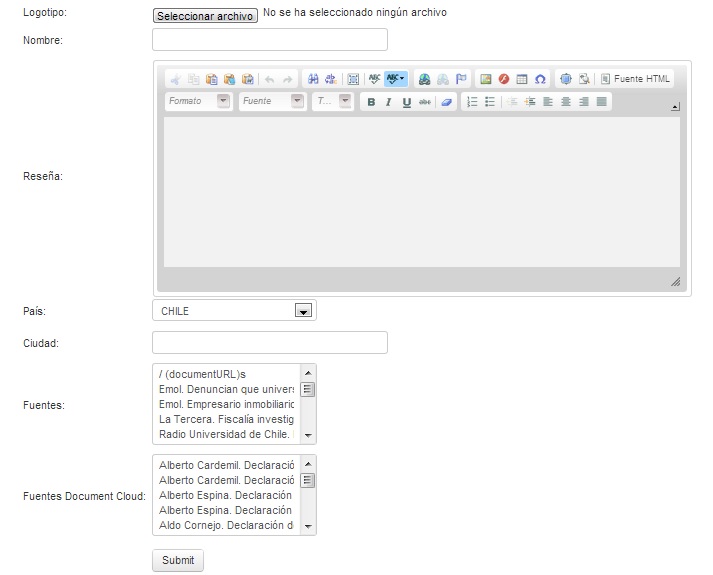 Logotipo: Seleccionar archivo No se ha seleccionado ningún archivo
Nombre:
Fuente HTML
Formato Fuente T...
B I U abc
Reseña:
País: CHILE
Ciudad:
/ (documentURL)s
Emol. Denuncian que univers
Fuentes: Emol. Empresario inmobiliario
La Tercera. Fiscalía investig
Radio Universidad de Chile.
Alberto Cardemil. Declaració
Alberto Cardemil. Declaració
Fuentes Document Cloud: Alberto Espina. Declaración
Alberto Espina. Declaración
Aldo Cornejo. Declaración d
Submit